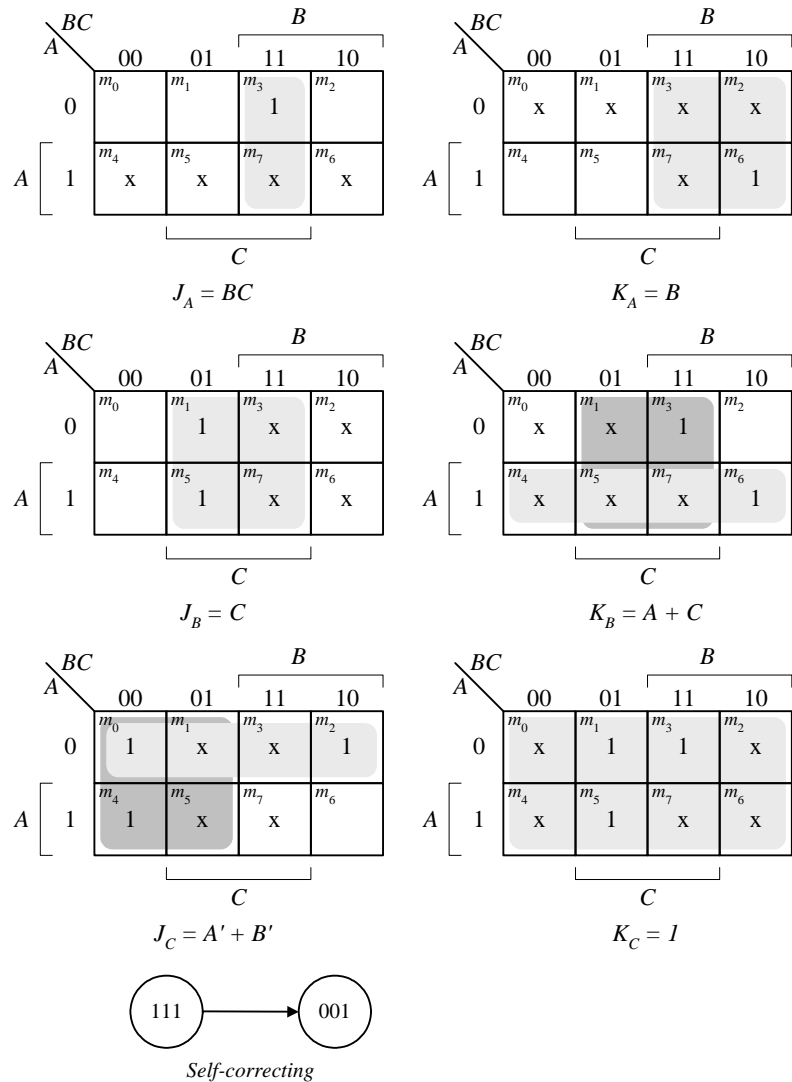 BC B
A 00 01 11 10
m0 m1 m3 m2
0 1
m4 m5 m7 m6
A 1 x x x x
C
J_A = BC
BC B
A 00 01 11 10
m0 m1 m3 m2
0 x x x x
m4 m5 m7 m6
A 1 x 1
C
K_A = B
BC B
A 00 01 11 10
m0 m1 m3 m2
0 1 x x
m4 m5 m7 m6
A 1 1 x x
C
J_B = C
BC B
A 00 01 11 10
m0 m1 m3 m2
0 x x 1
m4 m5 m7 m6
A 1 x x x 1
C
K_B = A + C
BC B
A 00 01 11 10
m0 m1 m3 m2
0 1 x x 1
m4 m5 m7 m6
A 1 1 x x
C
J_C = A′ + B′
BC B
A 00 01 11 10
m0 m1 m3 m2
0 x 1 1 x
m4 m5 m7 m6
A 1 x 1 x x
C
K_C = 1
111 001
Self-correcting